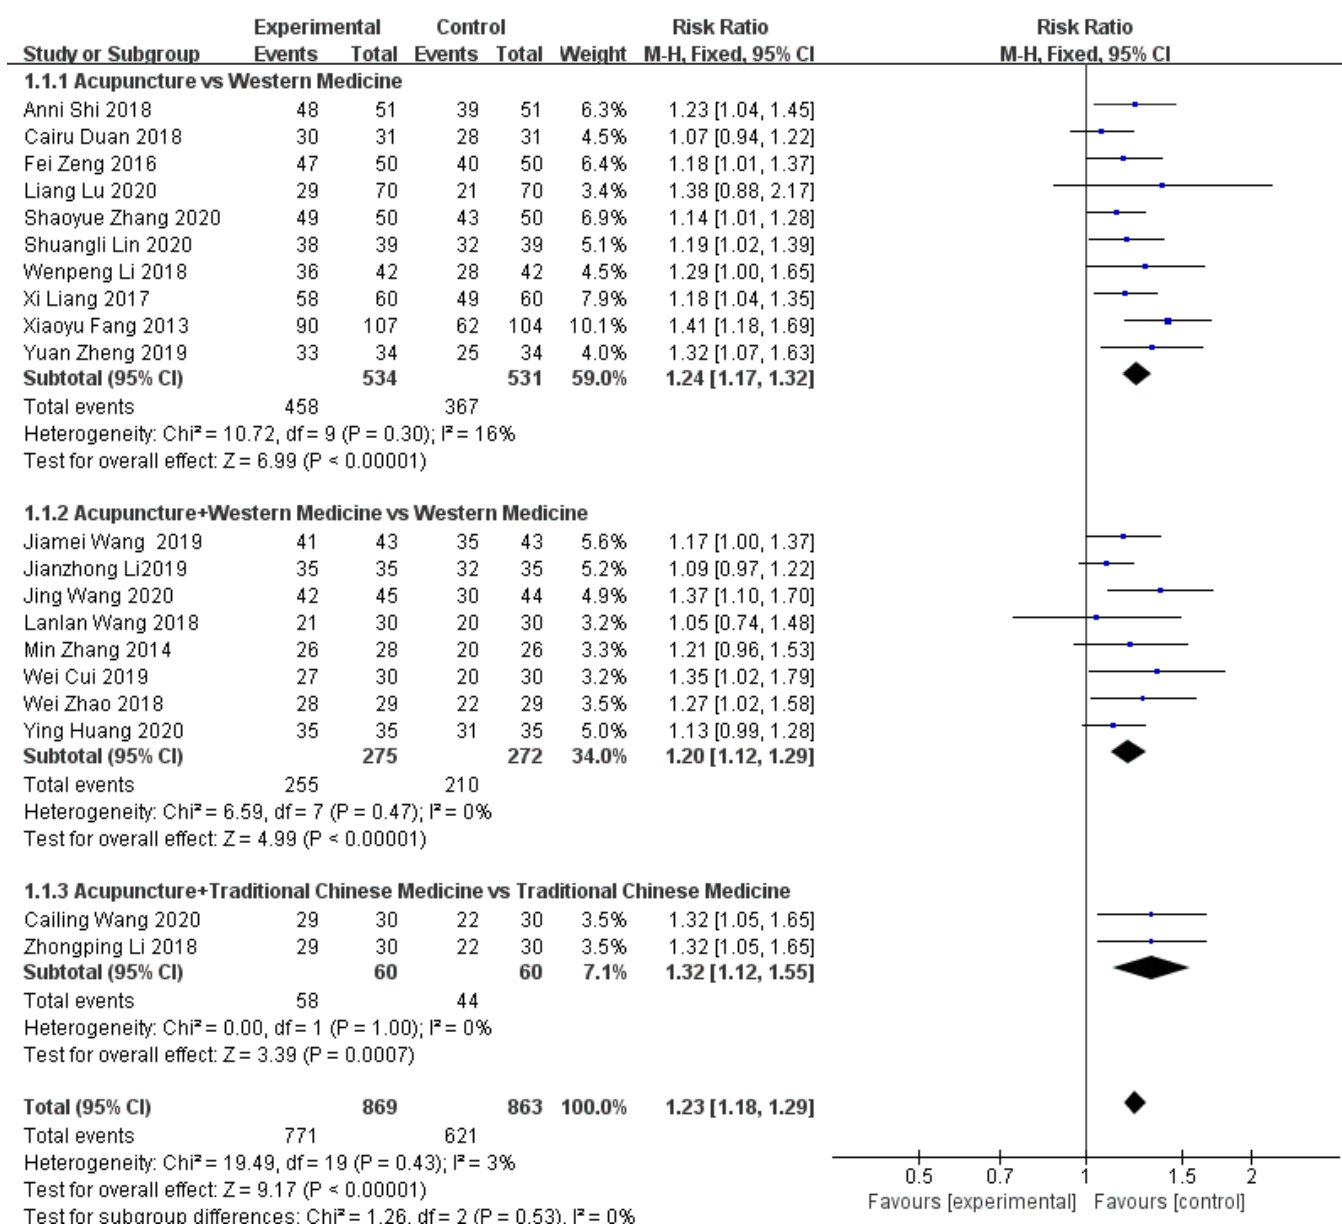 Experimental Control Risk Ratio Risk Ratio
Study or Subgroup Events Total Events Total Weight M-H, Fixed, 95% CI M-H, Fixed, 95% CI
1.1.1 Acupuncture vs Western Medicine
Anni Shi 2018 48 51 39 51 6.3% 1.23 [1.04, 1.45]
Cairu Duan 2018 30 31 28 31 4.5% 1.07 [0.94, 1.22]
Fei Zeng 2016 47 50 40 50 6.4% 1.18 [1.01, 1.37]
Liang Lu 2020 29 70 21 70 3.4% 1.38 [0.88, 2.17]
Shaoyue Zhang 2020 49 50 43 50 6.9% 1.14 [1.01, 1.28]
Shuangli Lin 2020 38 39 32 39 5.1% 1.19 [1.02, 1.39]
Wenpeng Li 2018 36 42 28 42 4.5% 1.29 [1.00, 1.65]
Xi Liang 2017 58 60 49 60 7.9% 1.18 [1.04, 1.35]
Xiaoyu Fang 2013 90 107 62 104 10.1% 1.41 [1.18, 1.69]
Yuan Zheng 2019 33 34 25 34 4.0% 1.32 [1.07, 1.63]
Subtotal (95% CI) 534 531 59.0% 1.24 [1.17, 1.32]
Total events 458 367
Heterogeneity: Chi² = 10.72, df = 9 (P = 0.30); I² = 16%
Test for overall effect: Z = 6.99 (P < 0.00001)
1.1.2 Acupuncture+Western Medicine vs Western Medicine
Jiamei Wang 2019 41 43 35 43 5.6% 1.17 [1.00, 1.37]
Jianzhong Li2019 35 35 32 35 5.2% 1.09 [0.97, 1.22]
Jing Wang 2020 42 45 30 44 4.9% 1.37 [1.10, 1.70]
Lanlan Wang 2018 21 30 20 30 3.2% 1.05 [0.74, 1.48]
Min Zhang 2014 26 28 20 26 3.3% 1.21 [0.96, 1.53]
Wei Cui 2019 27 30 20 30 3.2% 1.35 [1.02, 1.79]
Wei Zhao 2018 28 29 22 29 3.5% 1.27 [1.02, 1.58]
Ying Huang 2020 35 35 31 35 5.0% 1.13 [0.99, 1.28]
Subtotal (95% CI) 275 272 34.0% 1.20 [1.12, 1.29]
Total events 255 210
Heterogeneity: Chi² = 6.59, df = 7 (P = 0.47); I² = 0%
Test for overall effect: Z = 4.99 (P < 0.00001)
1.1.3 Acupuncture+Traditional Chinese Medicine vs Traditional Chinese Medicine
Cailing Wang 2020 29 30 22 30 3.5% 1.32 [1.05, 1.65]
Zhongping Li 2018 29 30 22 30 3.5% 1.32 [1.05, 1.65]
Subtotal (95% CI) 60 60 7.1% 1.32 [1.12, 1.55]
Total events 58 44
Heterogeneity: Chi² = 0.00, df = 1 (P = 1.00); I² = 0%
Test for overall effect: Z = 3.39 (P = 0.0007)
Total (95% CI) 869 863 100.0% 1.23 [1.18, 1.29]
Total events 771 621
Heterogeneity: Chi² = 19.49, df = 19 (P = 0.43); I² = 3%
Test for overall effect: Z = 9.17 (P < 0.00001)
Test for subgroup differences: Chi² = 1.26, df = 2 (P = 0.53), I² = 0%
0.5 0.7 1 1.5 2
Favours [experimental] Favours [control]